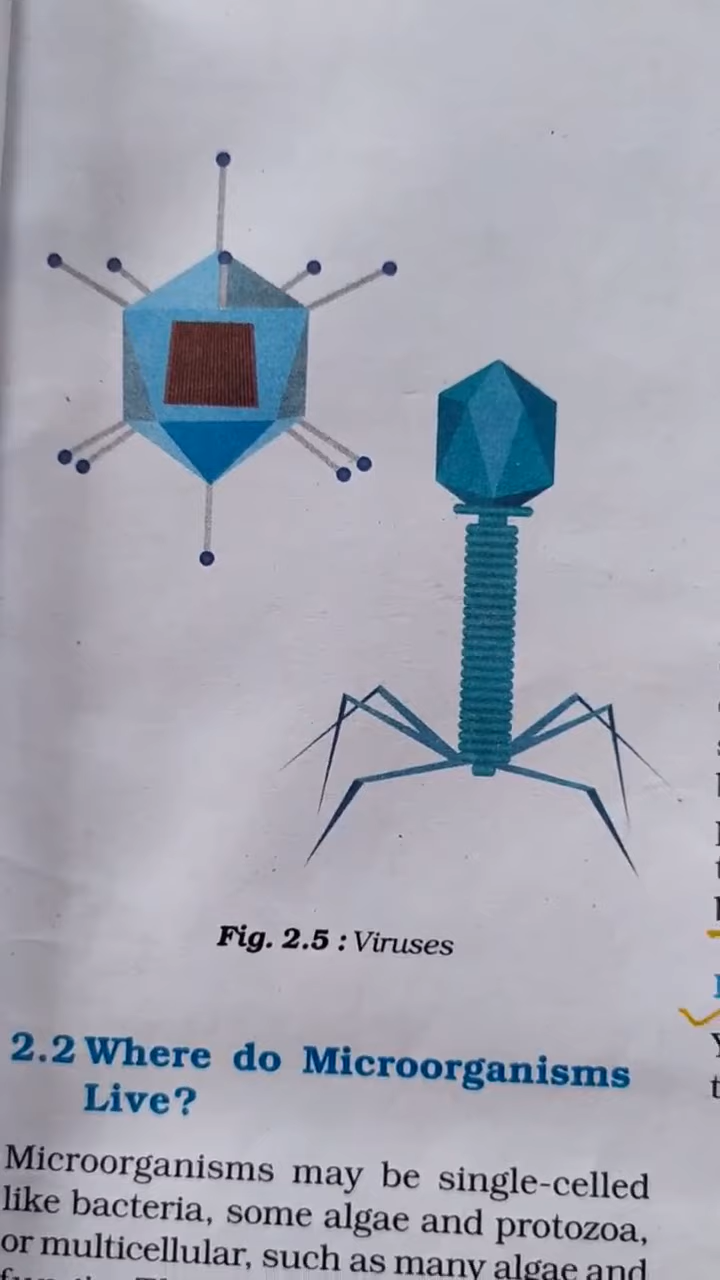 Fig. 2.5 : Viruses
2.2 Where do Microorganisms
Live?
Microorganisms may be single-celled
like bacteria, some algae and protozoa,
or multicellular, such as many algae and